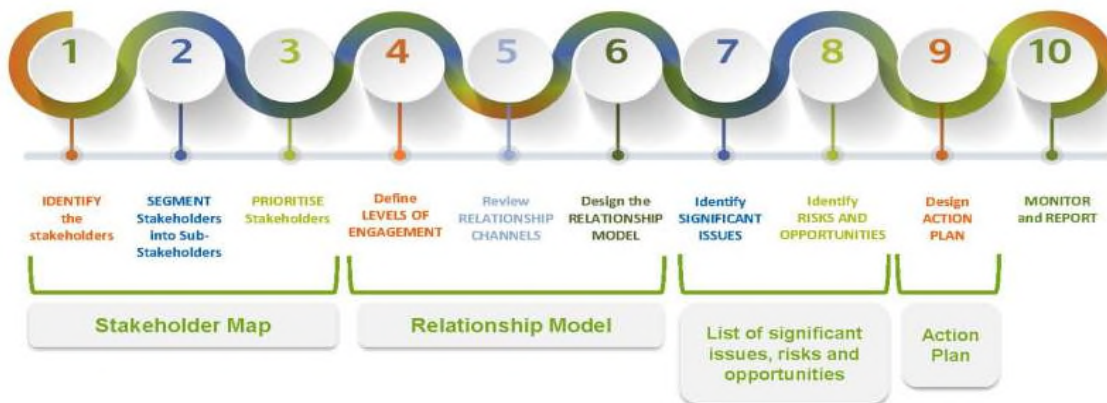 1
2
3
4
5
6
7
8
9
10
IDENTIFY
the
stakeholders
SEGMENT
Stakeholders
into Sub-
Stakeholders
PRIORITISE
Stakeholders
Define
LEVELS OF
ENGAGEMENT
Review
RELATIONSHIP
CHANNELS
Design the
RELATIONSHIP
MODEL
Identify
SIGNIFICANT
ISSUES
Identify
RISKS AND
OPPORTUNITIES
Design
ACTION
PLAN
MONITOR
and REPORT
Stakeholder Map
Relationship Model
List of significant
issues, risks and
opportunities
Action
Plan